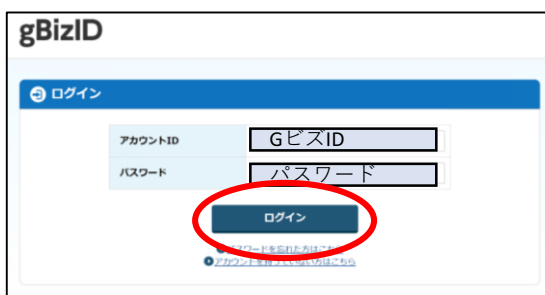 gBizID
ログイン
アカウントID GビズID
パスワード パスワード
ログイン
パスワードを忘れた方はこちら
アカウントを持っていない方はこちら